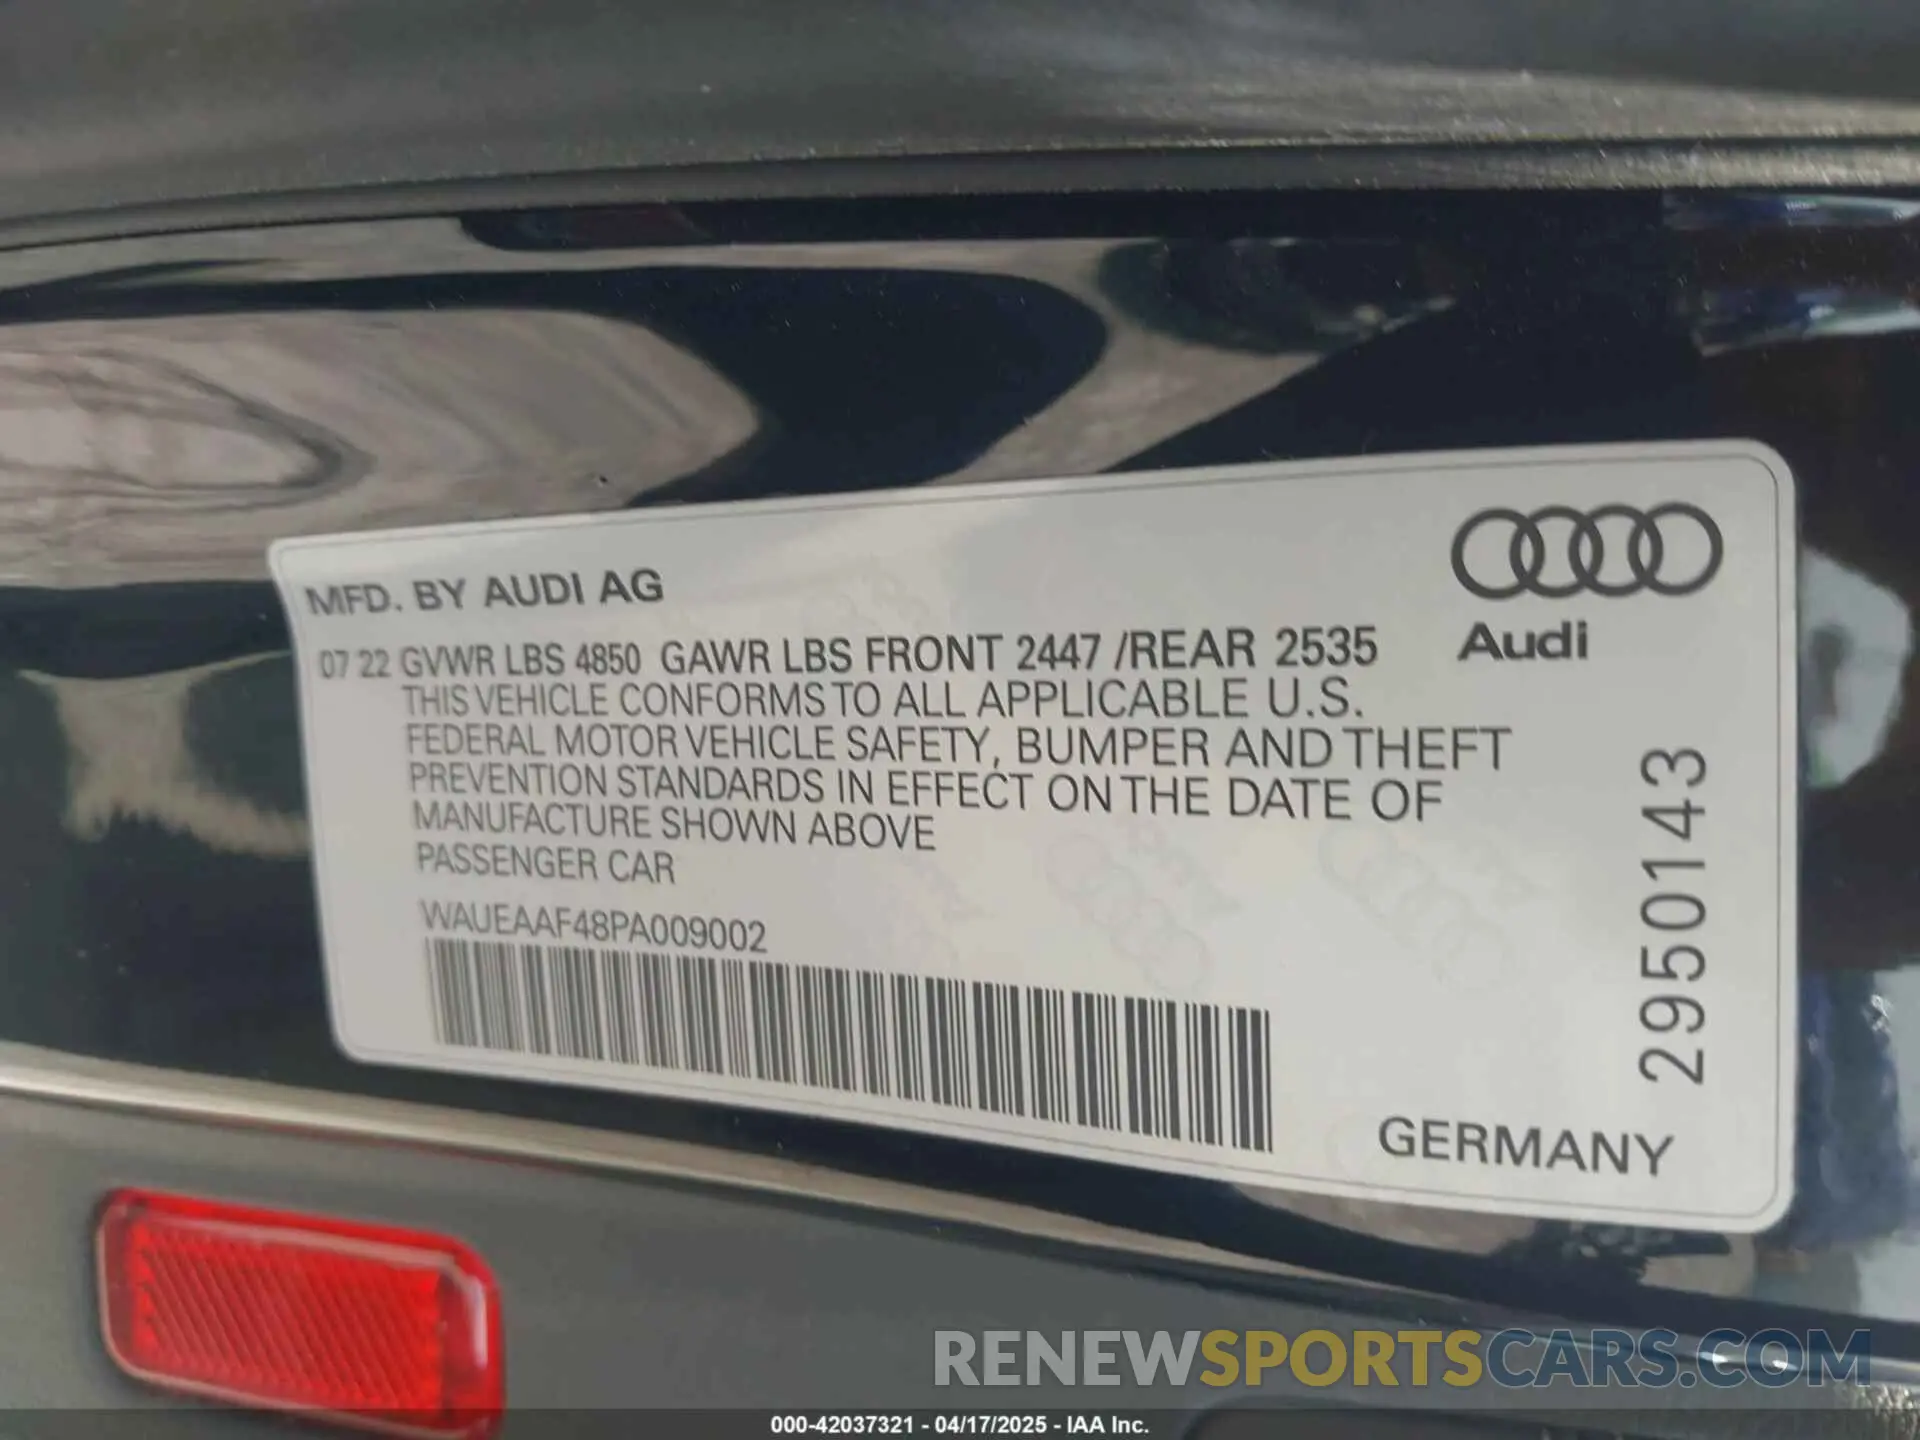 MFD. BY AUDI AG
Audi
07 22 GVWR LBS 4850 GAWR LBS FRONT 2447 /REAR 2535
THIS VEHICLE CONFORMS TO ALL APPLICABLE U.S.
FEDERAL MOTOR VEHICLE SAFETY, BUMPER AND THEFT
PREVENTION STANDARDS IN EFFECT ON THE DATE OF
MANUFACTURE SHOWN ABOVE
PASSENGER CAR
WAUEAAF48PA009002
2950143
GERMANY
RENEWSPORTSCARS.COM
000-42037321 - 04/17/2025 - IAA Inc.